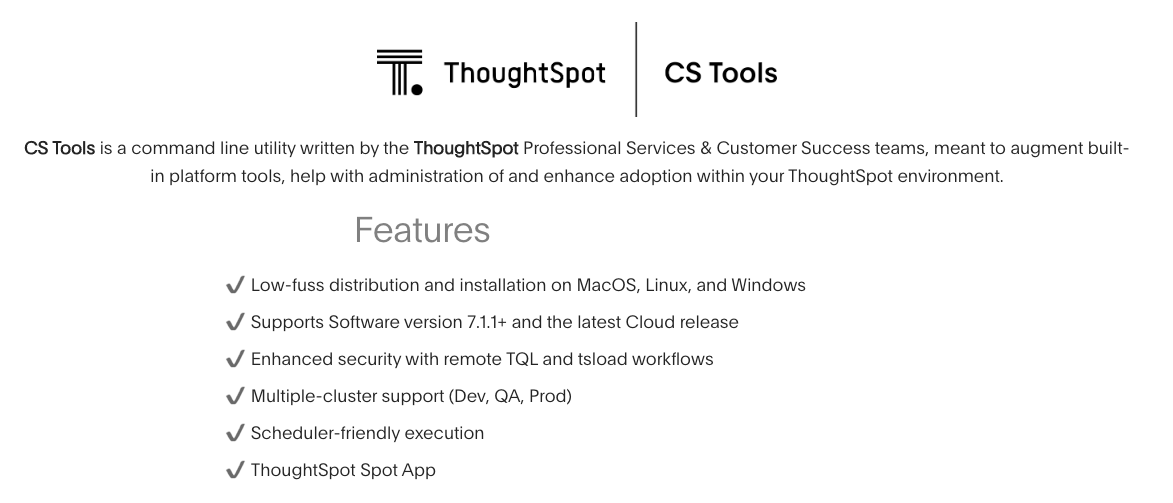 ThoughtSpot
CS Tools
CS Tools is a command line utility written by the ThoughtSpot Professional Services & Customer Success teams, meant to augment built-
in platform tools, help with administration of and enhance adoption within your ThoughtSpot environment.
Features
✔ Low-fuss distribution and installation on MacOS, Linux, and Windows
✔ Supports Software version 7.1.1+ and the latest Cloud release
✔ Enhanced security with remote TQL and tsload workflows
✔ Multiple-cluster support (Dev, QA, Prod)
✔ Scheduler-friendly execution
✔ ThoughtSpot Spot App